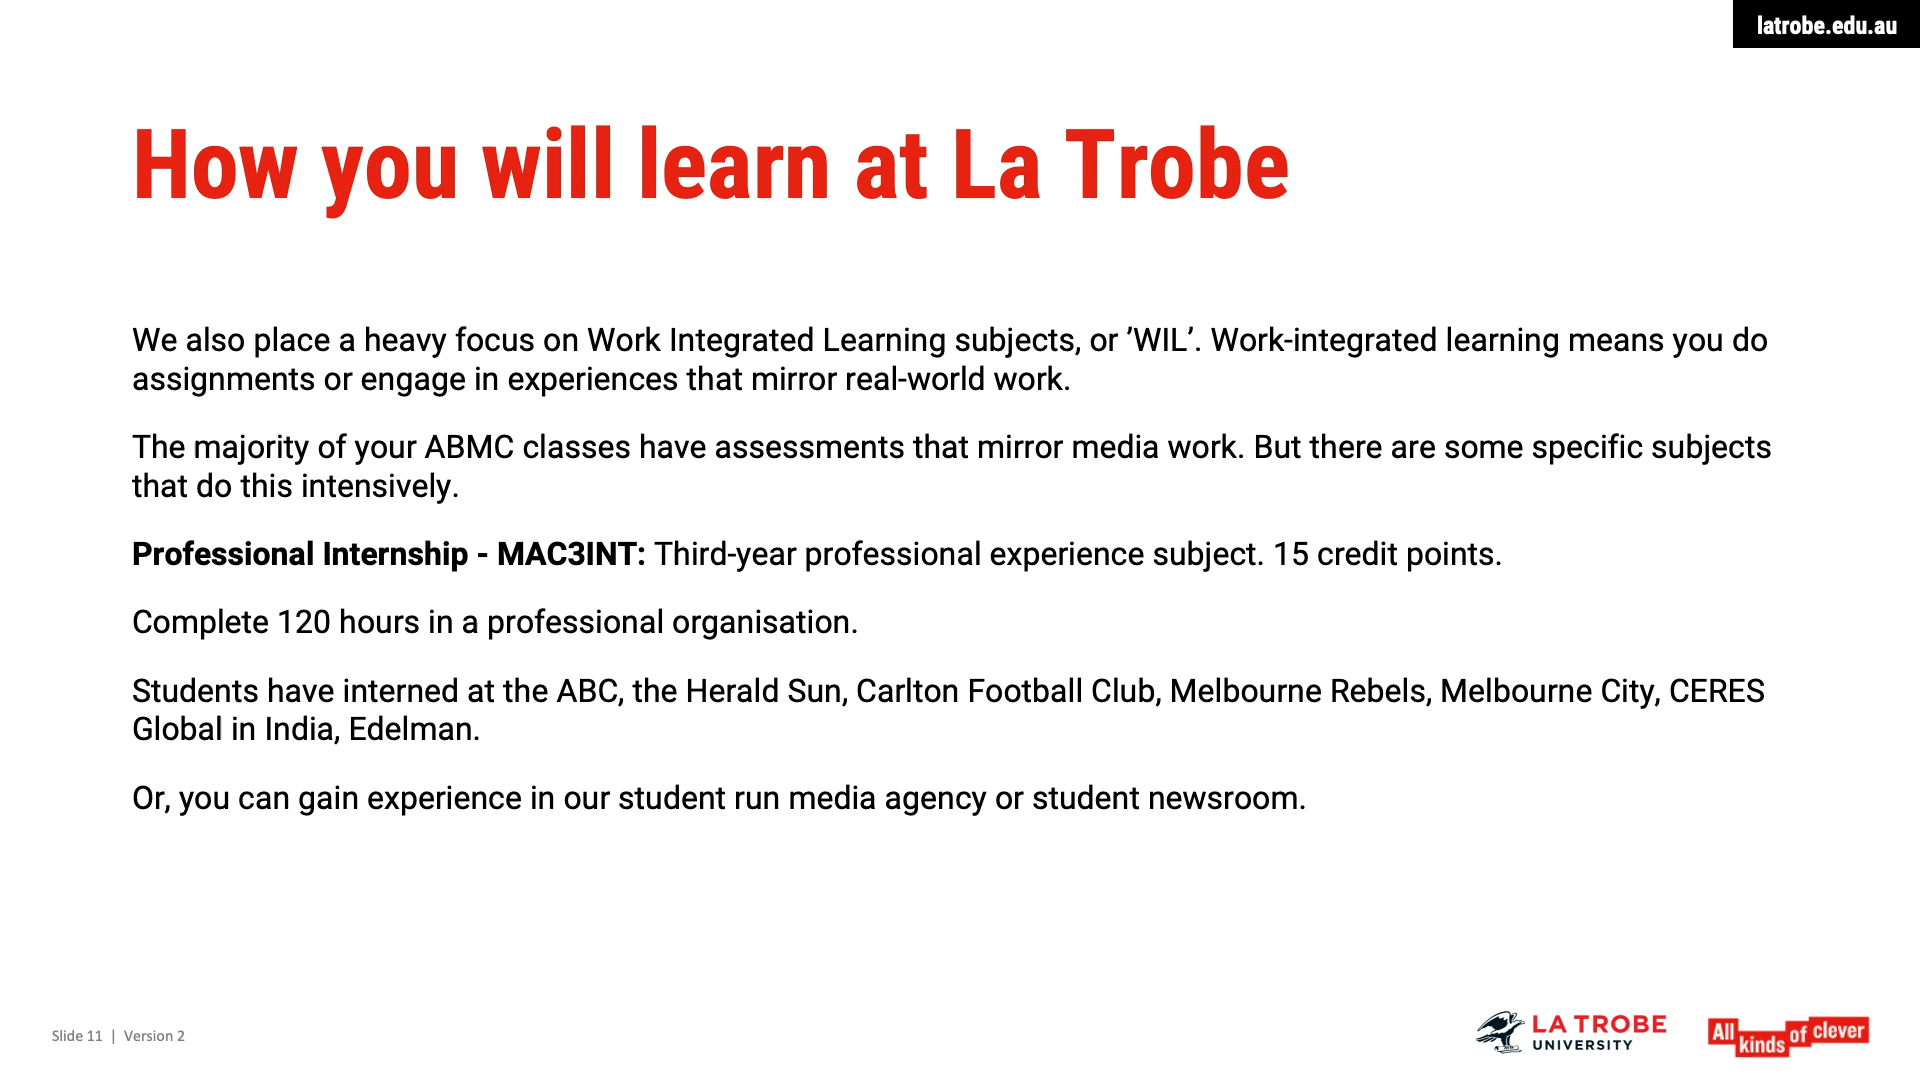 latrobe.edu.au
How you will learn at La Trobe
We also place a heavy focus on Work Integrated Learning subjects, or ’WIL’. Work-integrated learning means you do
assignments or engage in experiences that mirror real-world work.
The majority of your ABMC classes have assessments that mirror media work. But there are some specific subjects
that do this intensively.
Professional Internship - MAC3INT: Third-year professional experience subject. 15 credit points.
Complete 120 hours in a professional organisation.
Students have interned at the ABC, the Herald Sun, Carlton Football Club, Melbourne Rebels, Melbourne City, CERES
Global in India, Edelman.
Or, you can gain experience in our student run media agency or student newsroom.
Slide 11 | Version 2
LA TROBE
UNIVERSITY
All kinds of clever